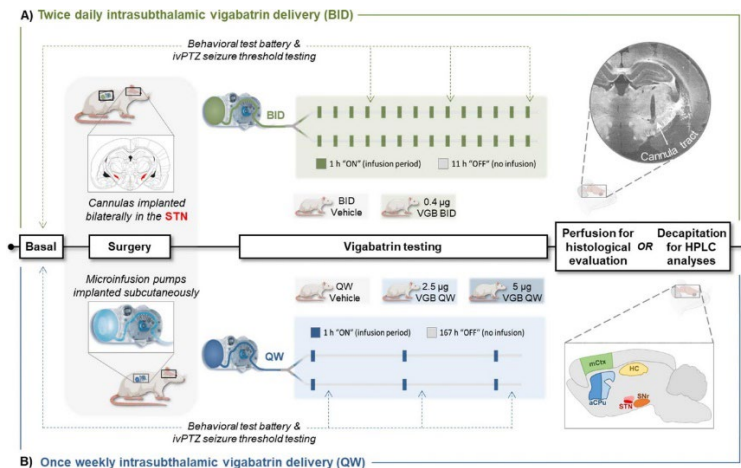 A) Twice daily intrasubthalamic vigabatrin delivery (BID)
Behavioral test battery &
ivPTZ seizure threshold testing
BID
1 h “ON” (infusion period)
11 h “OFF” (no infusion)
Cannula tract
Cannulas implanted
bilaterally in the STN
BID
Vehicle
0.4 µg
VGB BID
Basal
Surgery
Vigabatrin testing
Perfusion for
histological
evaluation
OR
Decapitation
for HPLC
analyses
Microinfusion pumps
implanted subcutaneously
QW
Vehicle
2.5 µg
VGB QW
5 µg
VGB QW
1 h “ON” (infusion period)
167 h “OFF” (no infusion)
QW
mCtx
HC
aCPu
STN
SNr
Behavioral test battery &
ivPTZ seizure threshold testing
B) Once weekly intrasubthalamic vigabatrin delivery (QW)